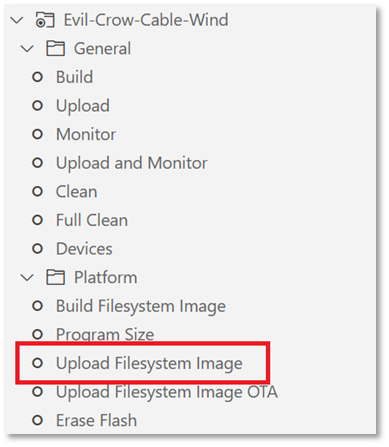 Evil-Crow-Cable-Wind
General
Build
Upload
Monitor
Upload and Monitor
Clean
Full Clean
Devices
Platform
Build Filesystem Image
Program Size
Upload Filesystem Image
Upload Filesystem Image OTA
Erase Flash